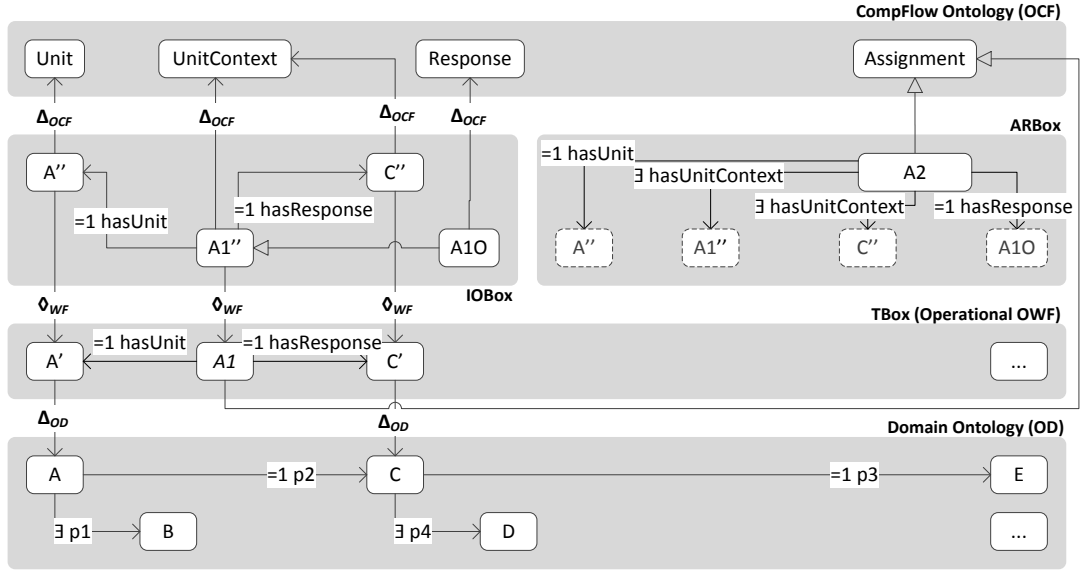 CompFlow Ontology (OCF)
Unit
UnitContext
Response
Assignment
ΔOCF
ΔOCF
ΔOCF
ΔOCF
ARBox
A''
C''
=1 hasUnit
A2
∃ hasUnitContext
=1 hasUnit
=1 hasResponse
∃ hasUnitContext
=1 hasResponse
A1''
A1O
A''
A1''
C''
A1O
IOBox
◊WF
◊WF
◊WF
TBox (Operational OWF)
=1 hasUnit
=1 hasResponse
A'
A1
C'
...
ΔOD
ΔOD
Domain Ontology (OD)
A
=1 p2
C
=1 p3
E
∃ p1
B
∃ p4
D
...